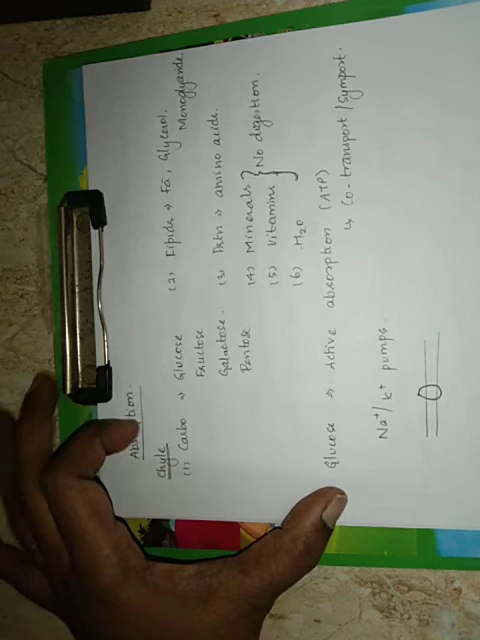 Absorption.
Chyle
(1) Carbo → Glucose
Fructose
Galactose.
Pentose
(2) Lipids → FA, Glycerol.
Monoglyceride
(3) Patn → amino acids.
(4) Minerals } No digestion.
(5) Vitamins
(6) H2O
Glucose → Active absorption (ATP)
↳ Co-transport / Symport.
Na+/K+ pumps.